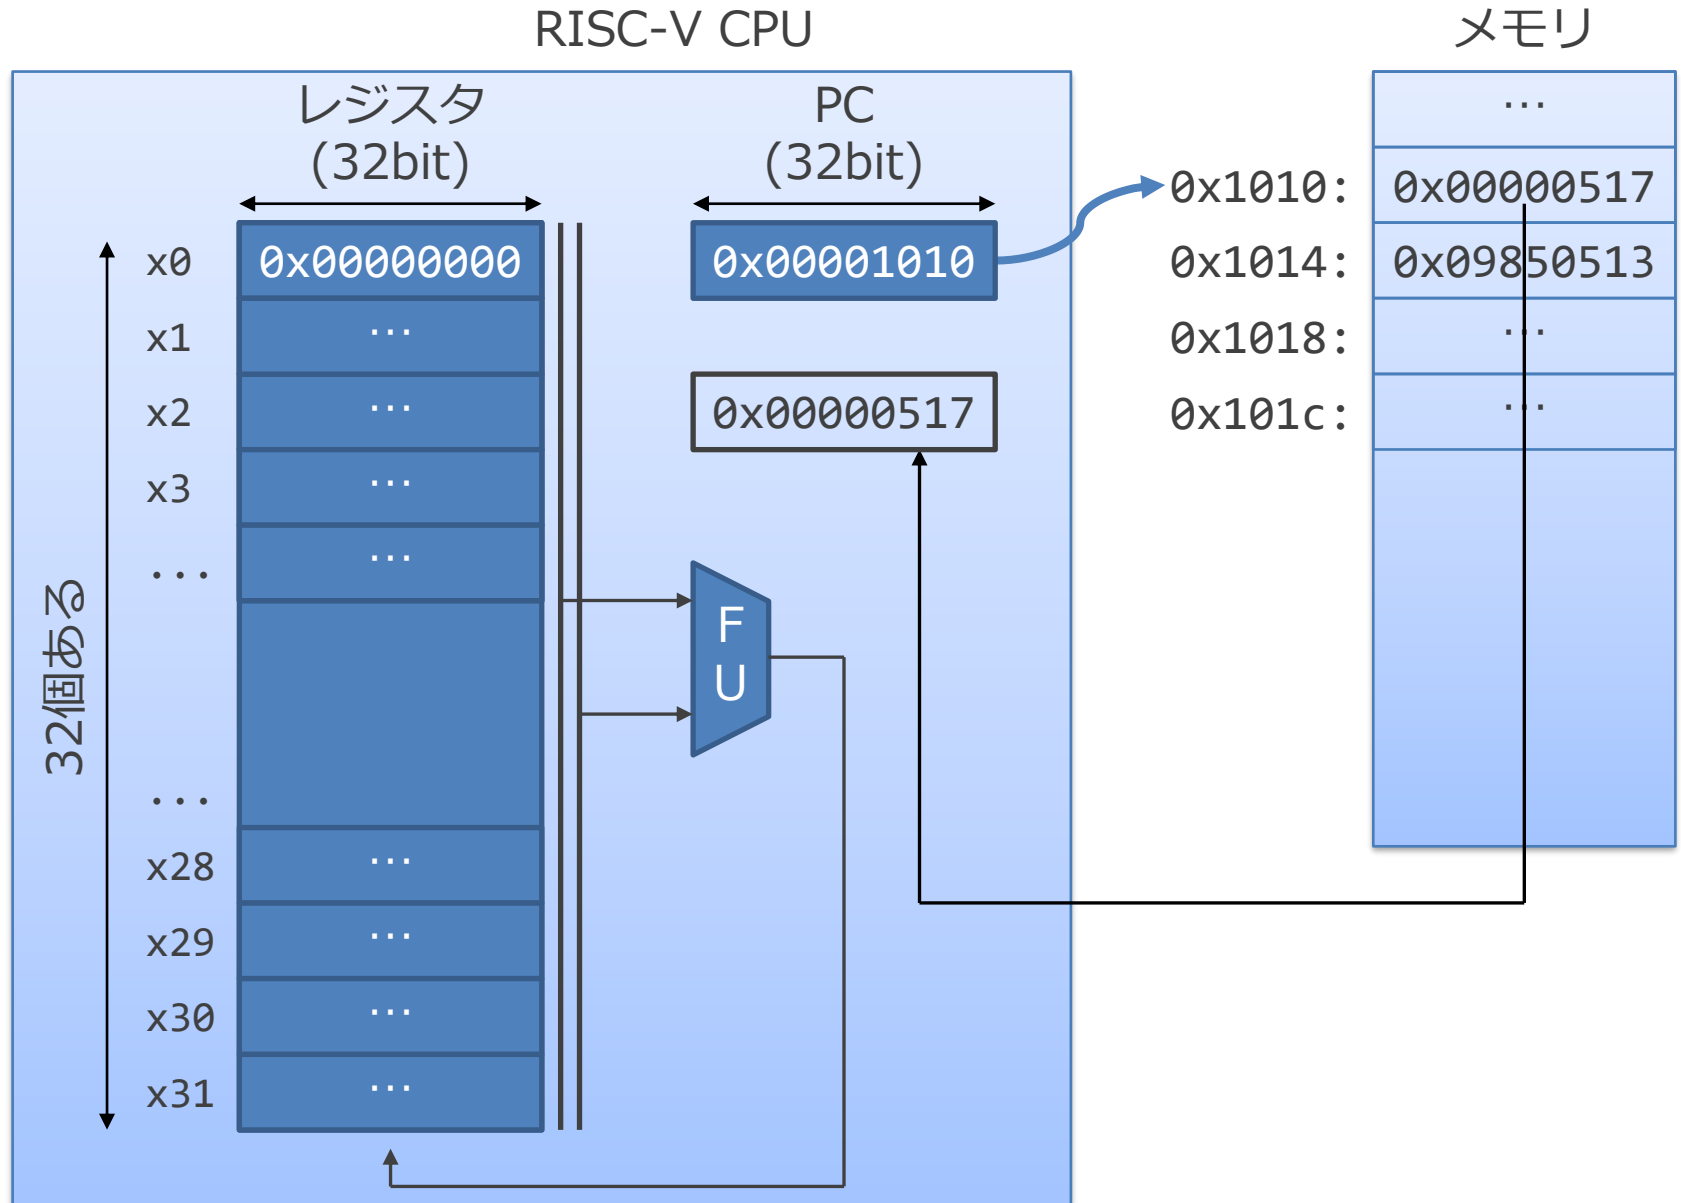 RISC-V CPU
メモリ
レジスタ
(32bit)
PC
(32bit)
32個ある
x0
x1
x2
x3
...
...
x28
x29
x30
x31
0x00000000
…
…
…
…
…
…
…
…
0x00001010
0x00000517
F
U
0x1010:
0x1014:
0x1018:
0x101c:
…
0x00000517
0x09850513
…
…